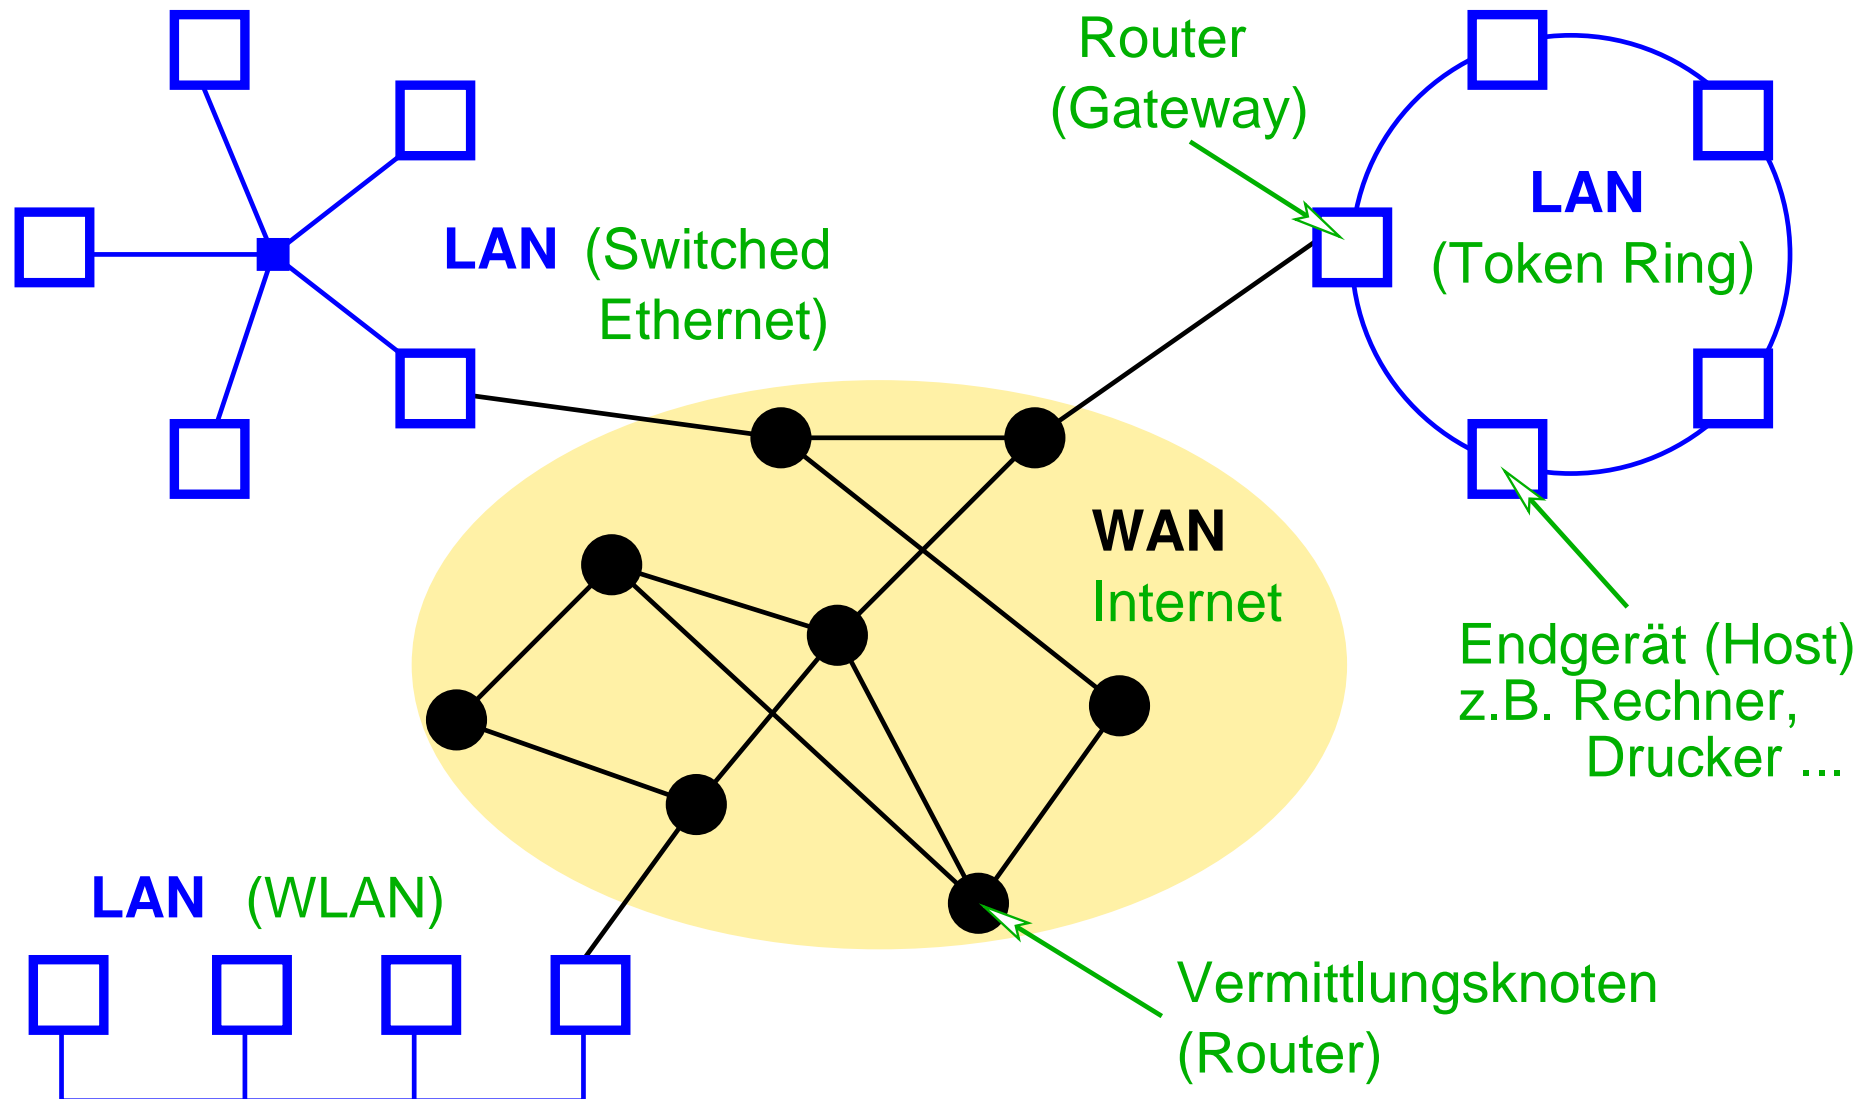 Router
(Gateway)
LAN
(Token Ring)
LAN (Switched
Ethernet)
WAN
Internet
Endgerät (Host)
z.B. Rechner,
Drucker ...
LAN (WLAN)
Vermittlungsknoten
(Router)